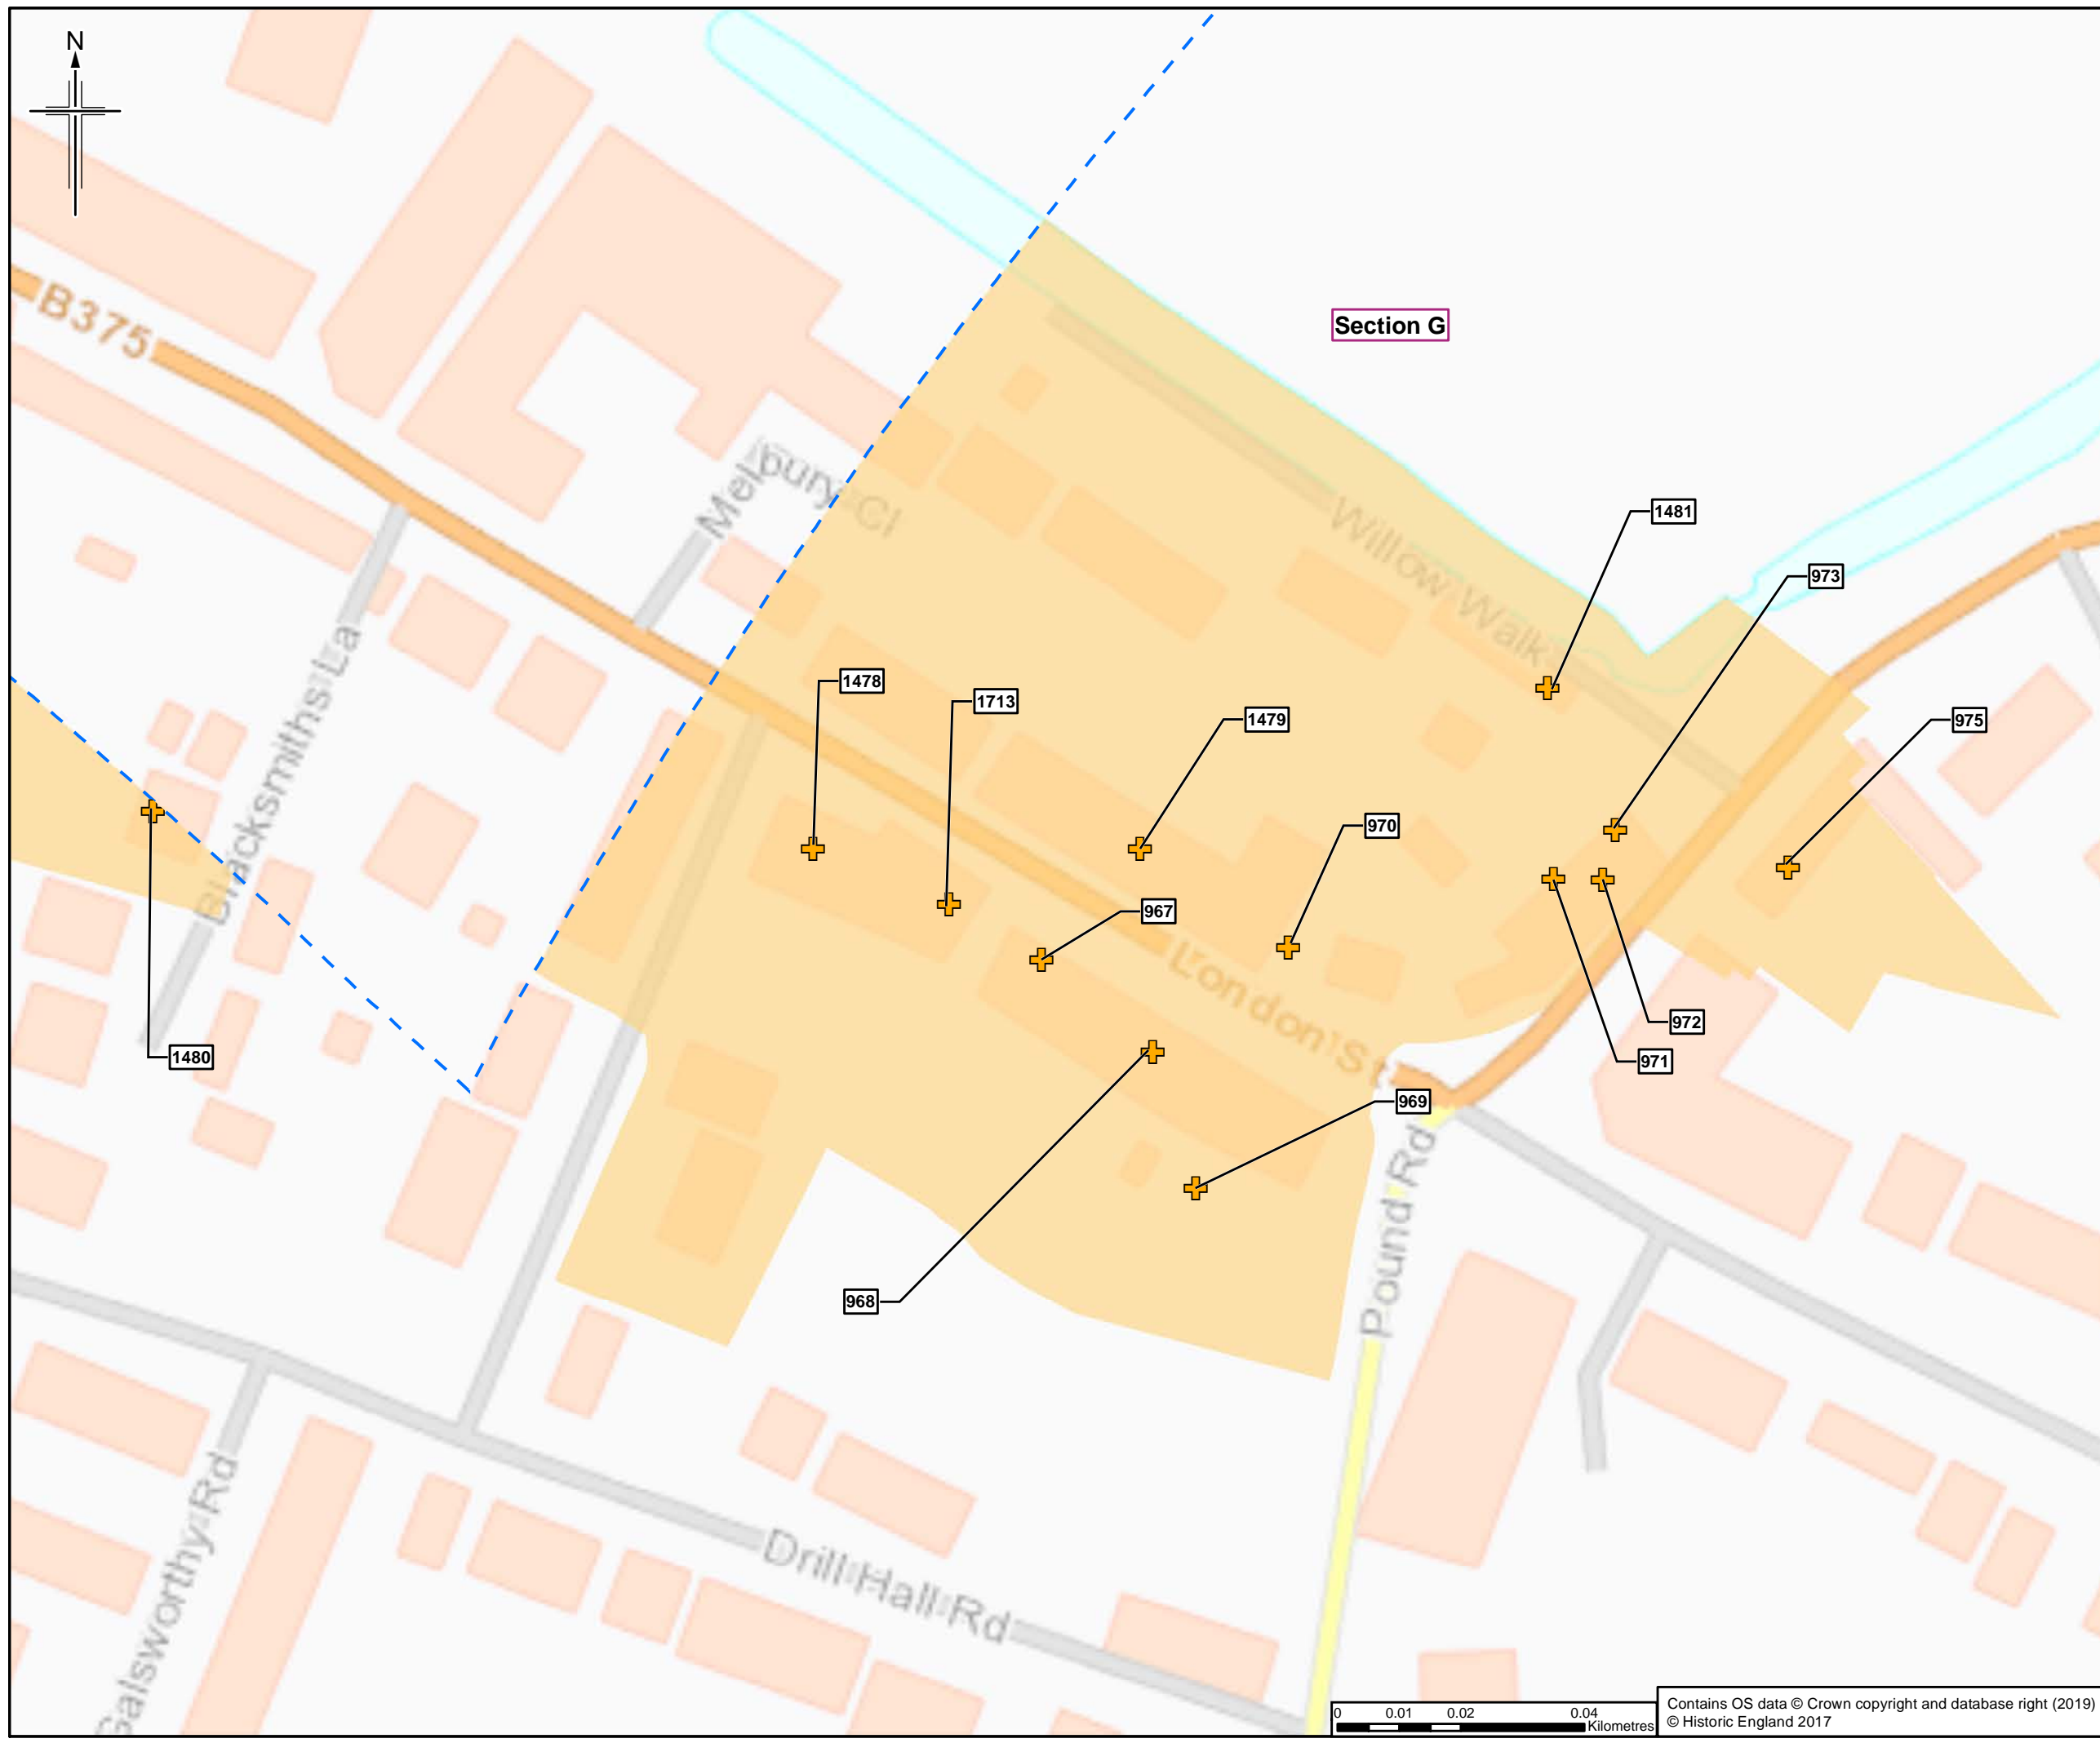 N
B375
Section G
Willow Walk
1481
973
Blacksmiths La
1478
1713
1479
975
970
967
London St
972
1480
971
969
Pound Rd
968
Galsworthy Rd
Drill Hall Rd
0 0.01 0.02 0.04
Kilometres
Contains OS data © Crown copyright and database right (2019)
© Historic England 2017